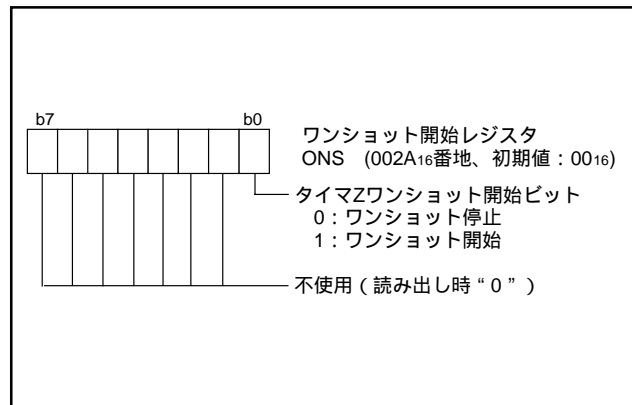 b7 b0
ワンショット開始レジスタ
ONS (002A16番地、初期値：0016)
タイマZワンショット開始ビット
0：ワンショット停止
1：ワンショット開始
不使用（読み出し時“0”）